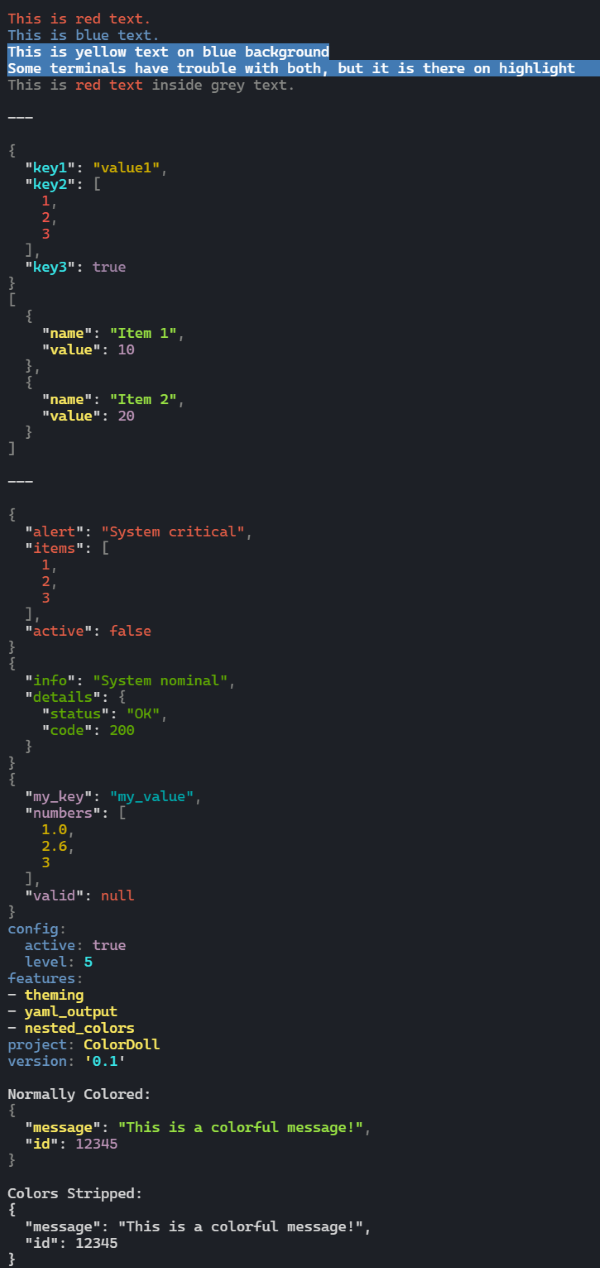 This is red text.
This is blue text.
This is yellow text on blue background
Some terminals have trouble with both, but it is there on highlight
This is red text inside grey text.
---
{
  "key1": "value1",
  "key2": [
    1,
    2,
    3
  ],
  "key3": true
}
[
  {
    "name": "Item 1",
    "value": 10
  },
  {
    "name": "Item 2",
    "value": 20
  }
]
---
{
  "alert": "System critical",
  "items": [
    1,
    2,
    3
  ],
  "active": false
}
{
  "info": "System nominal",
  "details": {
    "status": "OK",
    "code": 200
  }
}
{
  "my_key": "my_value",
  "numbers": [
    1.0,
    2.6,
    3
  ],
  "valid": null
}
config:
  active: true
  level: 5
features:
- theming
- yaml_output
- nested_colors
project: ColorDoll
version: '0.1'
Normally Colored:
{
  "message": "This is a colorful message!",
  "id": 12345
}
Colors Stripped:
{
  "message": "This is a colorful message!",
  "id": 12345
}